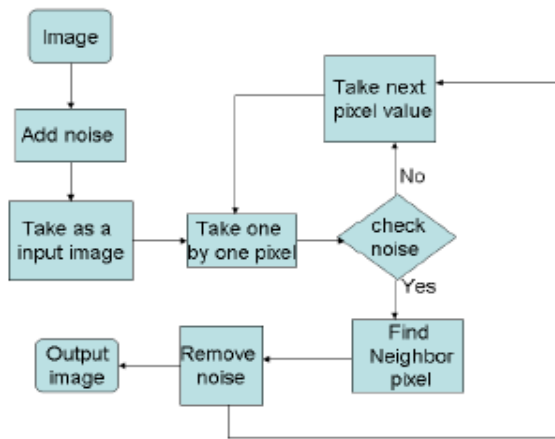 Image
Add noise
Take as a
input image
Take one
by one pixel
Take next
pixel value
No
check
noise
Yes
Find
Neighbor
pixel
Remove
noise
Output
image